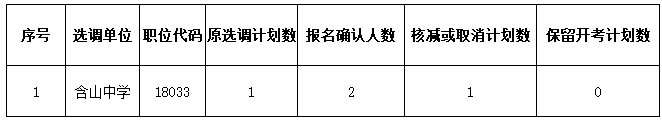 序号 选调单位 职位代码 原选调计划数 报名确认人数 核减或取消计划数 保留开考计划数
1 含山中学 18033 1 2 1 0